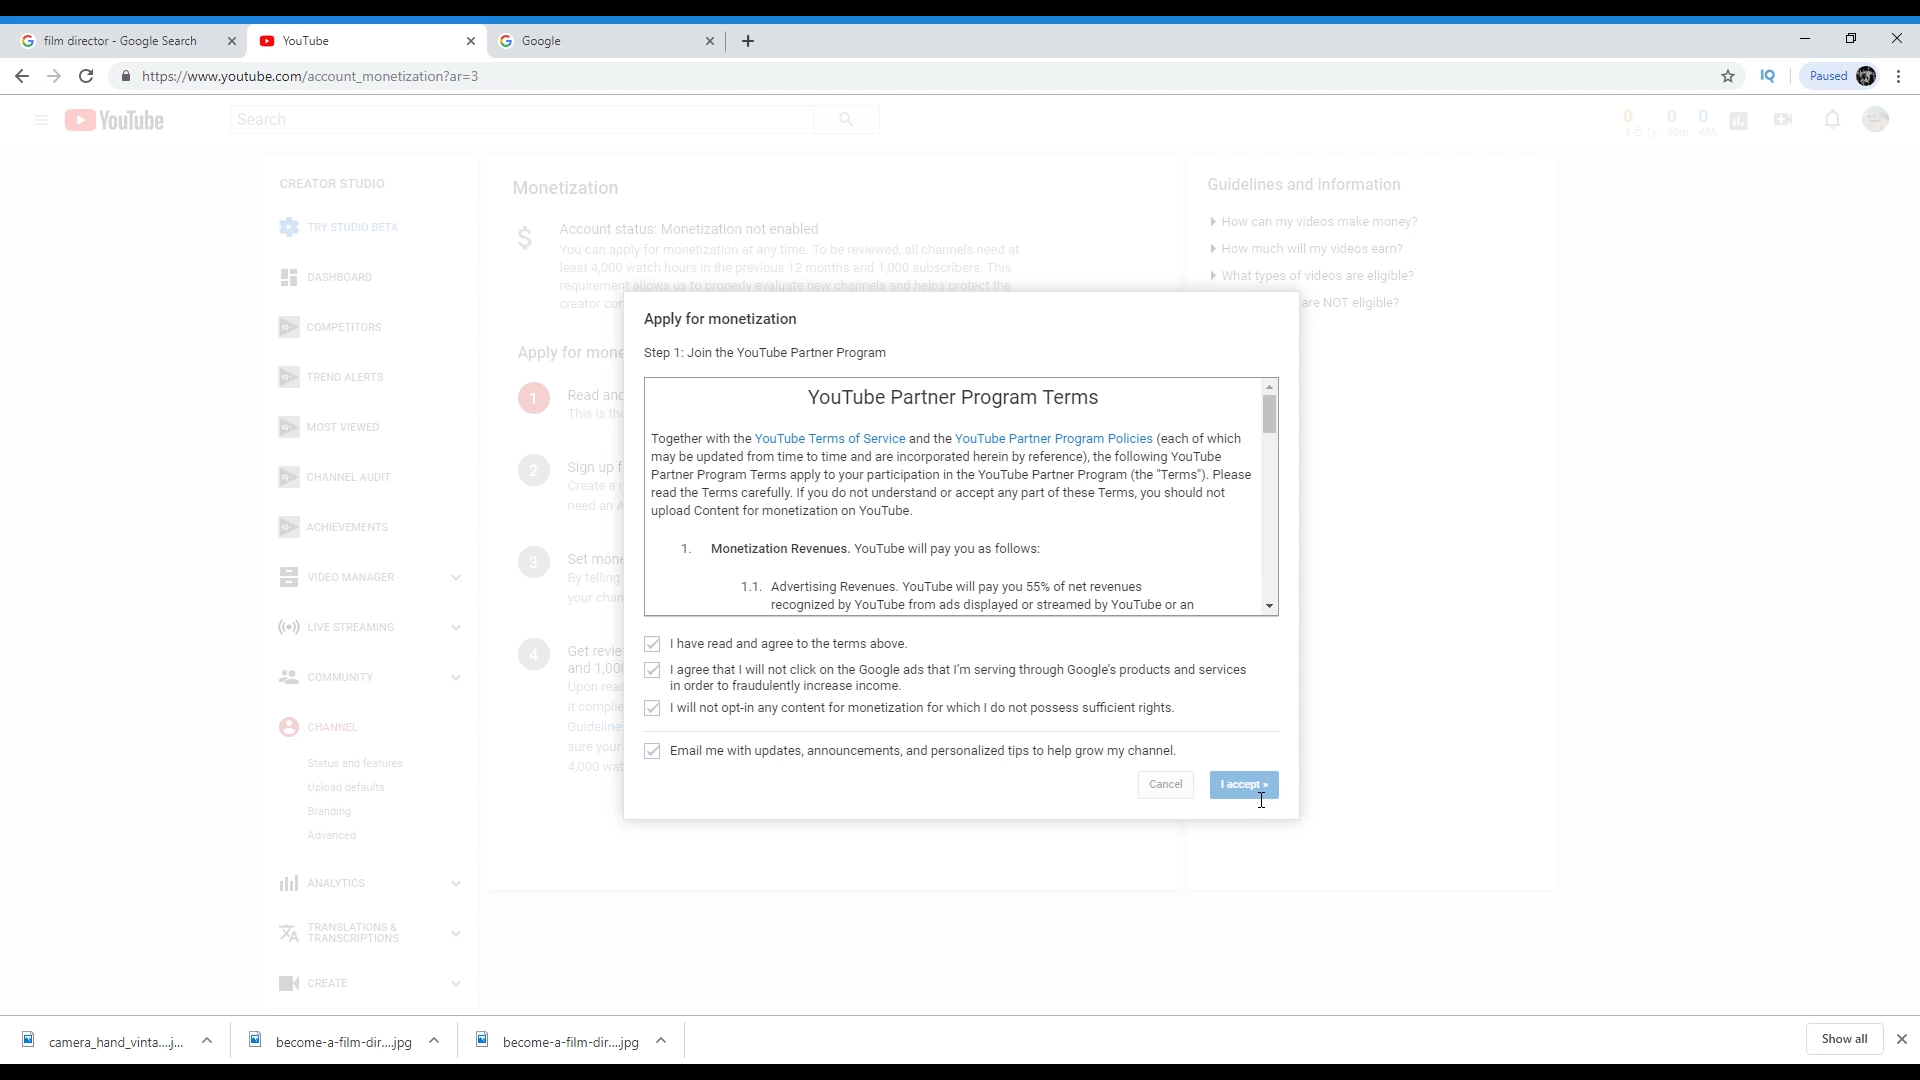 film director - Google Search
YouTube
Google
https://www.youtube.com/account_monetization?ar=3
IQ
Paused
YouTube
Search
0 0 0
1y 60m 48h
CREATOR STUDIO
TRY STUDIO BETA
DASHBOARD
COMPETITORS
TREND ALERTS
MOST VIEWED
CHANNEL AUDIT
ACHIEVEMENTS
VIDEO MANAGER
LIVE STREAMING
COMMUNITY
CHANNEL
Status and features
Upload defaults
Branding
Advanced
ANALYTICS
TRANSLATIONS &
TRANSCRIPTIONS
CREATE
Monetization
$
Account status: Monetization not enabled
You can apply for monetization at any time. To be reviewed, all channels need at
least 4,000 watch hours in the previous 12 months and 1,000 subscribers. This
requirement allows us to properly evaluate new channels and helps protect the
creator
Apply for
1
Read and
This is the
2
Sign up
Create a
need an
3
Set
By telling
your
4
Get
and
Upon
it
sure your
4,000
Guidelines and information
How can my videos make money?
How much will my videos earn?
What types of videos are eligible?
are NOT eligible?
Apply for monetization
Step 1: Join the YouTube Partner Program
YouTube Partner Program Terms
Together with the YouTube Terms of Service and the YouTube Partner Program Policies (each of which
may be updated from time to time and are incorporated herein by reference), the following YouTube
Partner Program Terms apply to your participation in the YouTube Partner Program (the "Terms"). Please
read the Terms carefully. If you do not understand or accept any part of these Terms, you should not
upload Content for monetization on YouTube.
1. Monetization Revenues. YouTube will pay you as follows:
1.1. Advertising Revenues. YouTube will pay you 55% of net revenues
recognized by YouTube from ads displayed or streamed by YouTube or an
I have read and agree to the terms above.
I agree that I will not click on the Google ads that I'm serving through Google's products and services
in order to fraudulently increase income.
I will not opt-in any content for monetization for which I do not possess sufficient rights.
Email me with updates, announcements, and personalized tips to help grow my channel.
Cancel
I accept »
camera_hand_vinta....j...
become-a-film-dir....jpg
become-a-film-dir....jpg
Show all